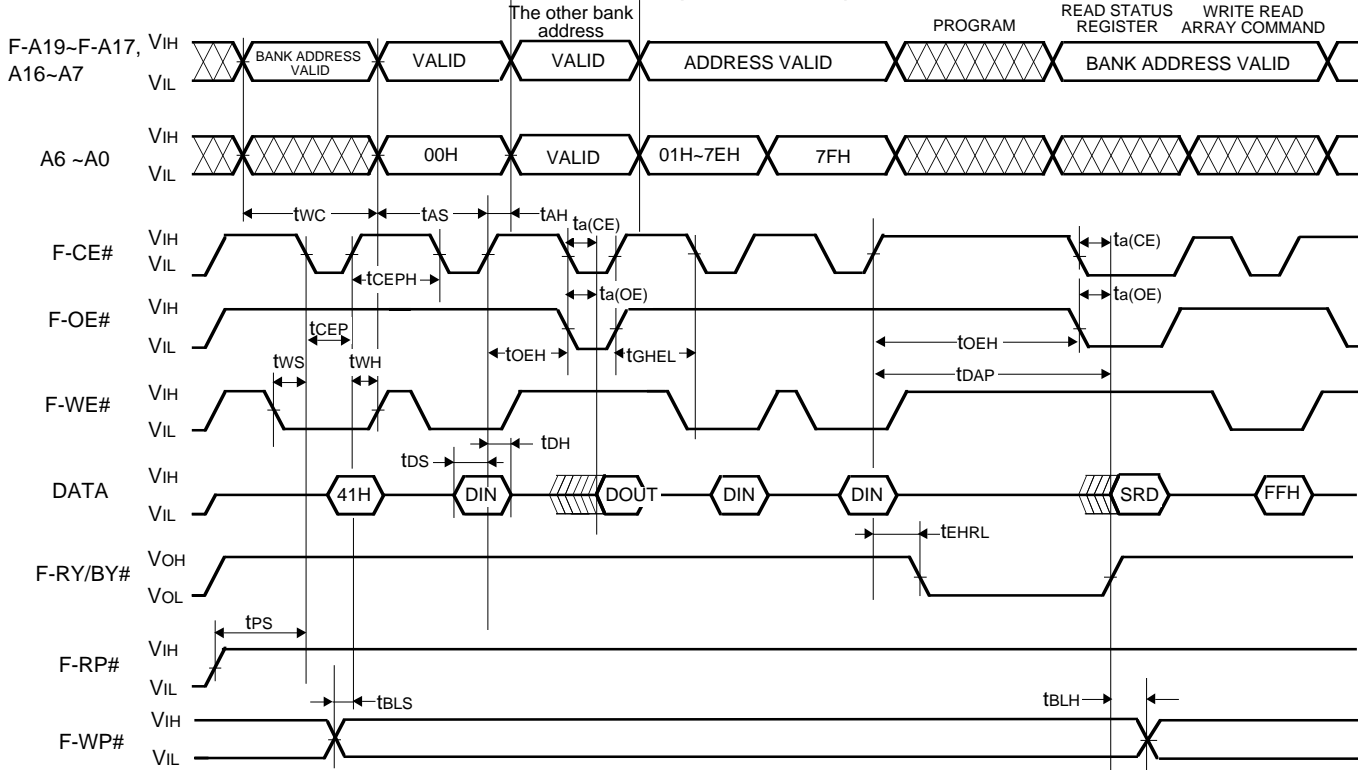 The other bank
address
PROGRAM
READ STATUS
REGISTER
WRITE READ
ARRAY COMMAND
F-A19~F-A17,
A16~A7
VIH
VIL
BANK ADDRESS
VALID
VALID
VALID
ADDRESS VALID
BANK ADDRESS VALID
A6 ~A0
VIH
VIL
00H
VALID
01H~7EH
7FH
tWC
tAS
tAH
ta(CE)
ta(CE)
F-CE#
VIH
VIL
tCEPH
ta(OE)
ta(OE)
F-OE#
VIH
VIL
tCEP
tOEH
tGHEL
tOEH
tWS
tWH
tDAP
F-WE#
VIH
VIL
tDS
tDH
DATA
VIH
VIL
41H
DIN
DOUT
DIN
DIN
SRD
FFH
tEHRL
F-RY/BY#
VOH
VOL
tPS
F-RP#
VIH
VIL
tBLS
tBLH
F-WP#
VIH
VIL